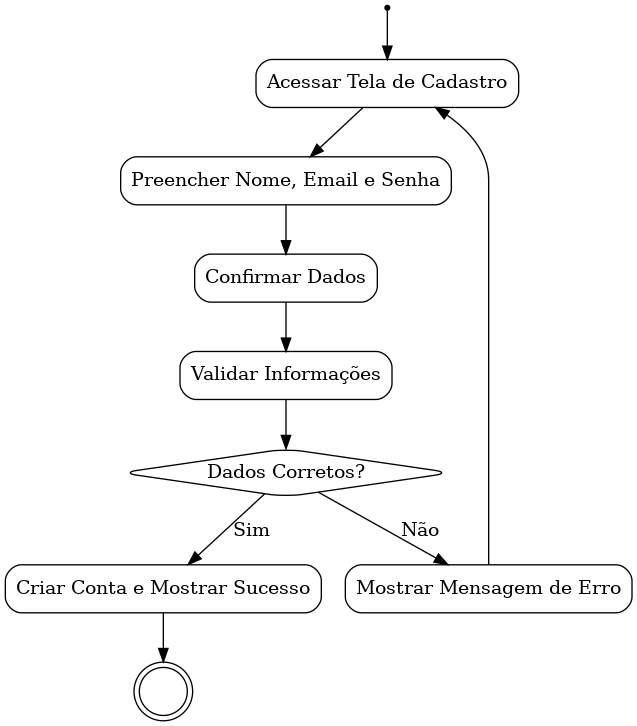 Acessar Tela de Cadastro
Preencher Nome, Email e Senha
Confirmar Dados
Validar Informações
Dados Corretos?
Sim
Não
Criar Conta e Mostrar Sucesso
Mostrar Mensagem de Erro